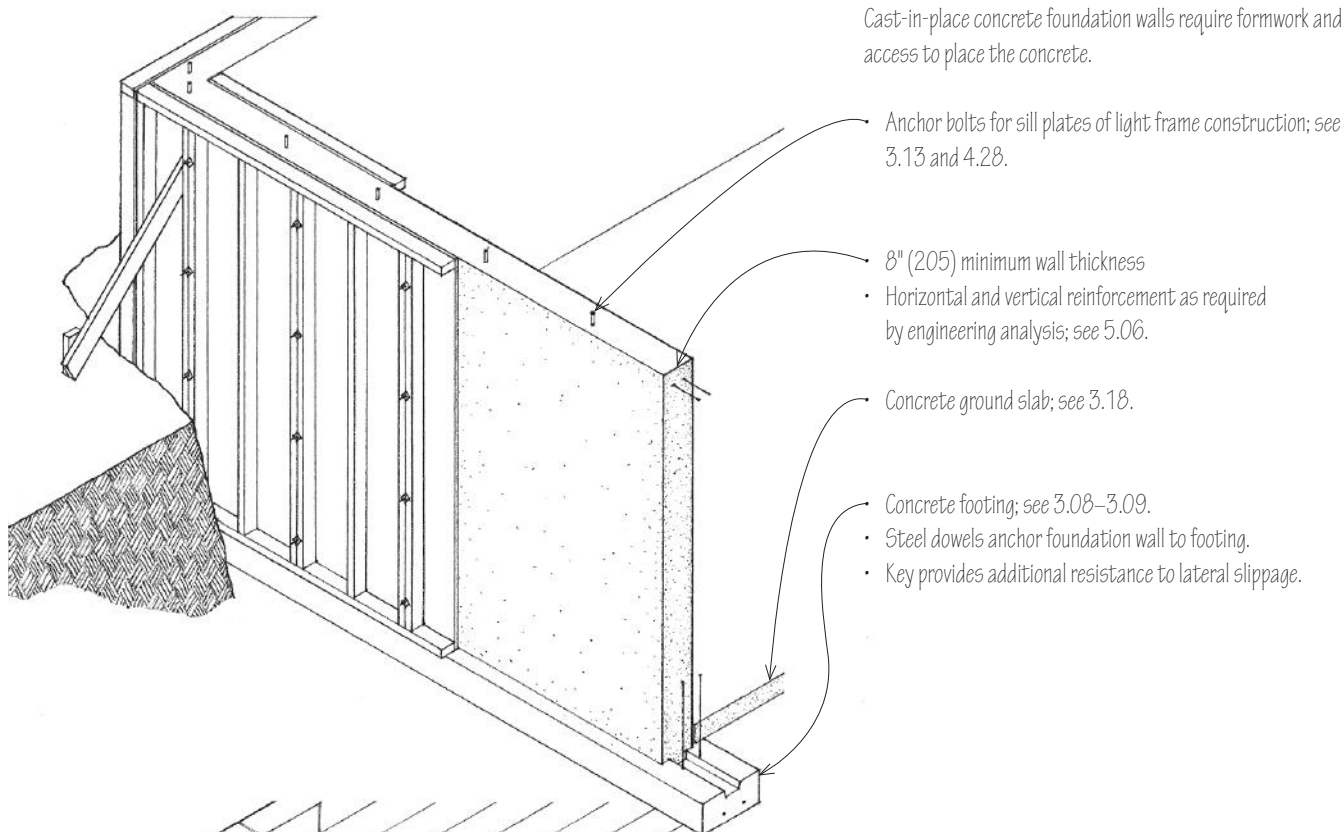 Cast-in-place concrete foundation walls require formwork and
access to place the concrete.
• Anchor bolts for sill plates of light frame construction; see
3.13 and 4.28.
• 8" (205) minimum wall thickness
• Horizontal and vertical reinforcement as required
by engineering analysis; see 5.06.
• Concrete ground slab; see 3.18.
• Concrete footing; see 3.08–3.09.
• Steel dowels anchor foundation wall to footing.
• Key provides additional resistance to lateral slippage.